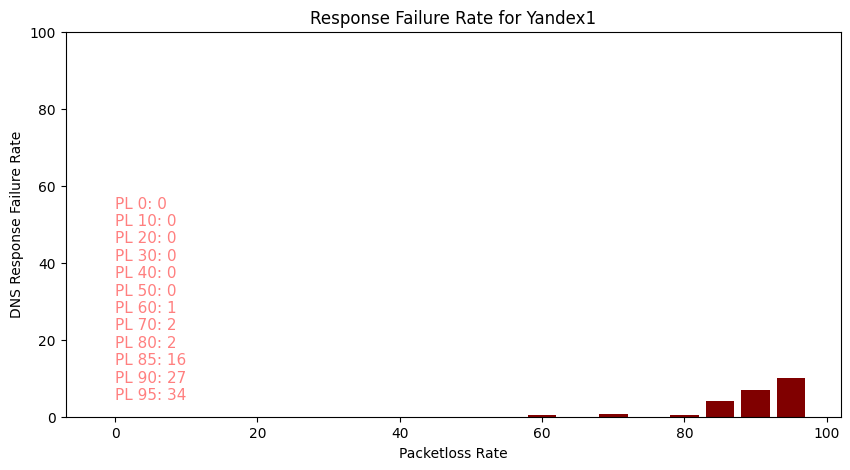 Response Failure Rate for Yandex1
100
80
60
40
20
0
DNS Response Failure Rate
PL 0: 0
PL 10: 0
PL 20: 0
PL 30: 0
PL 40: 0
PL 50: 0
PL 60: 1
PL 70: 2
PL 80: 2
PL 85: 16
PL 90: 27
PL 95: 34
0 20 40 60 80 100
Packetloss Rate